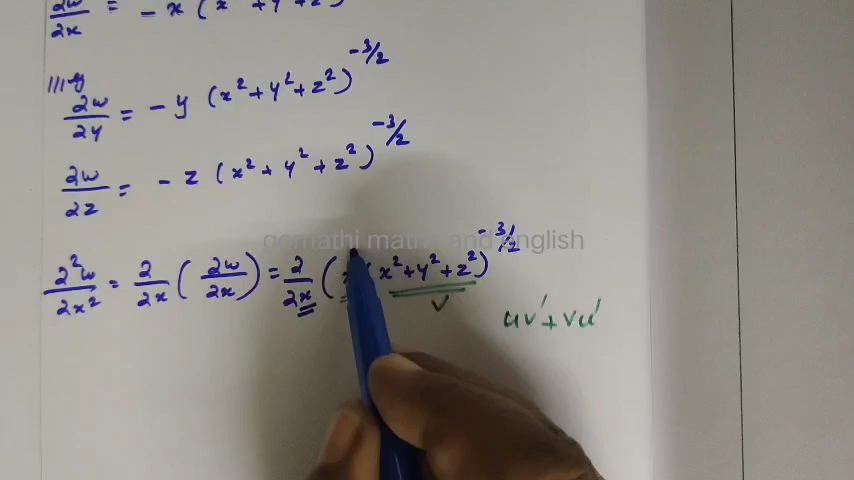 ∂w/∂x = - x (x² + y² + z²)
|||ly
∂w/∂y = - y (x² + y² + z²)^-3/2
∂w/∂z = - z (x² + y² + z²)^-3/2
gomathi maths and english
∂²w/∂x² = ∂/∂x (∂w/∂x) = ∂/∂x ( x² + y² + z²)^-3/2
v
uv' + vu'